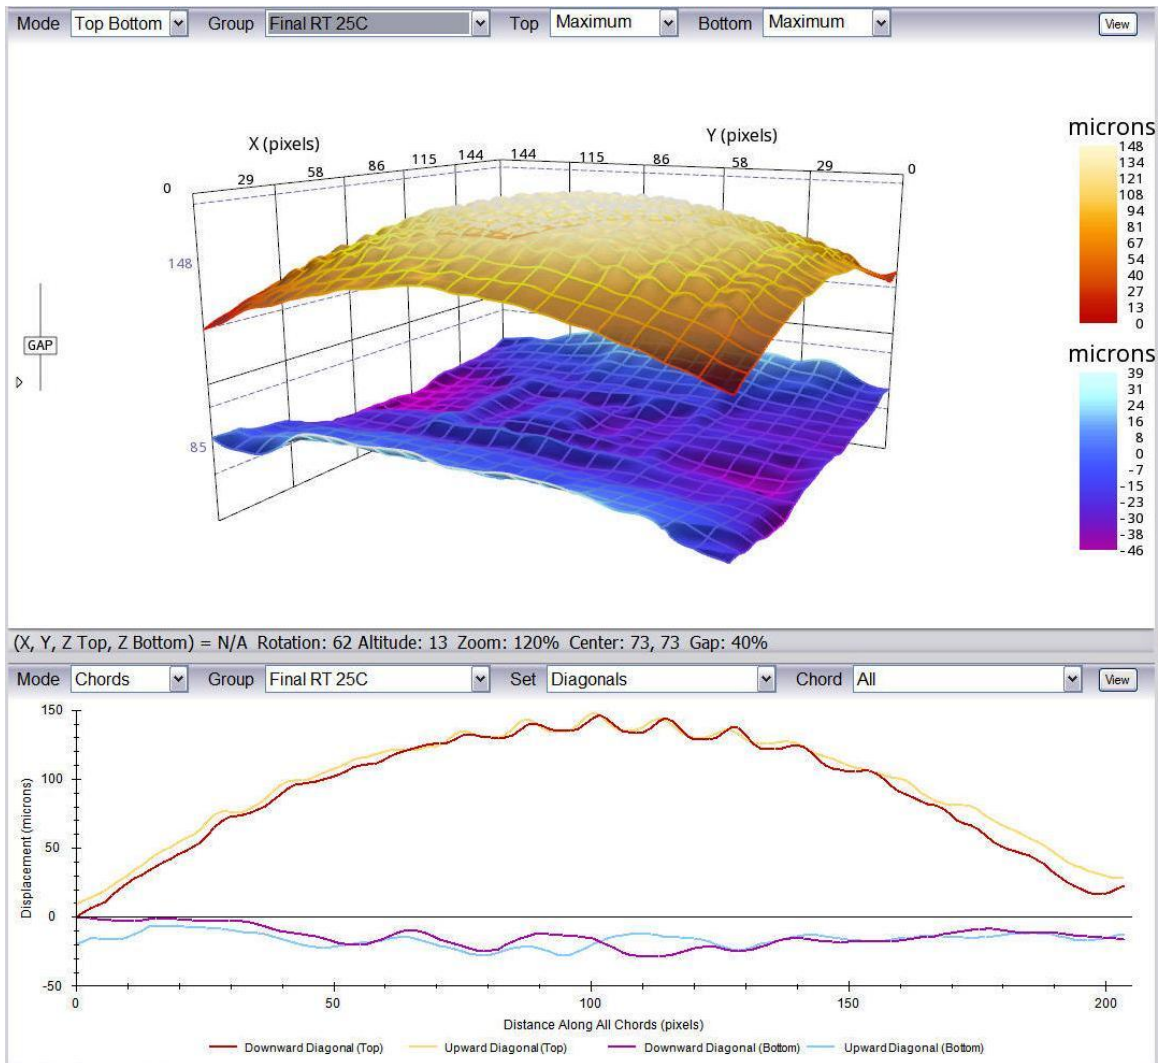 Mode Top Bottom Group Final RT 25C Top Maximum Bottom Maximum View
X (pixels) Y (pixels)
0 29 58 86 115 144 144 115 86 58 29 0
148
85
GAP
microns
148
134
121
108
94
81
67
54
40
27
13
0
microns
39
31
24
16
8
0
-7
-15
-23
-30
-38
-46
(X, Y, Z Top, Z Bottom) = N/A Rotation: 62 Altitude: 13 Zoom: 120% Center: 73, 73 Gap: 40%
Mode Chords Group Final RT 25C Set Diagonals Chord All View
Displacement (microns)
150
100
50
0
-50
0 50 100 150 200
Distance Along All Chords (pixels)
Downward Diagonal (Top) Upward Diagonal (Top) Downward Diagonal (Bottom) Upward Diagonal (Bottom)